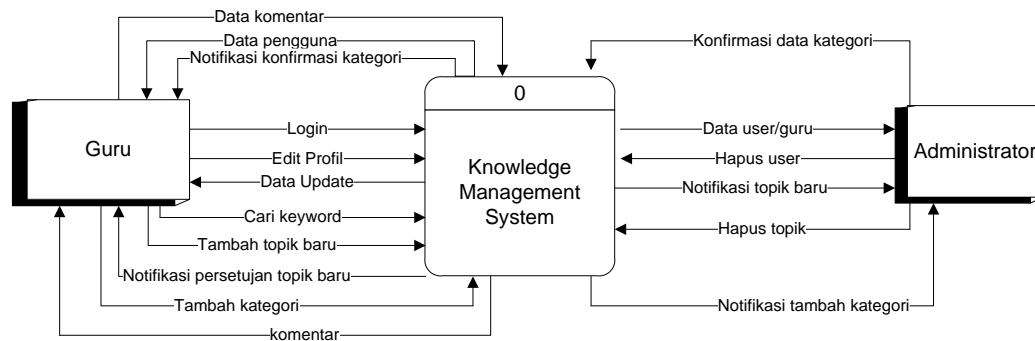 Data komentar
Data pengguna
Notifikasi konfirmasi kategori
Konfirmasi data kategori
0
Guru
Login
Edit Profil
Data Update
Cari keyword
Tambah topik baru
Notifikasi persetujan topik baru
Tambah kategori
komentar
Knowledge
Management
System
Data user/guru
Hapus user
Notifikasi topik baru
Hapus topik
Notifikasi tambah kategori
Administrator